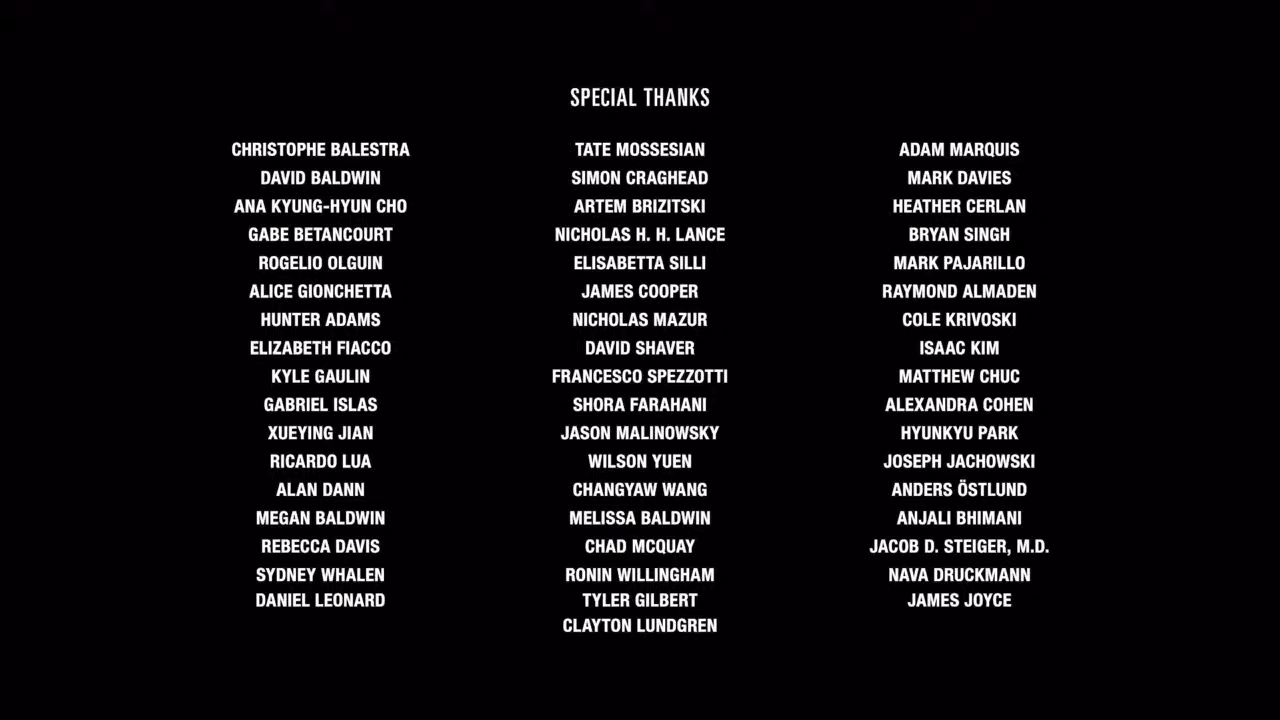 SPECIAL THANKS
CHRISTOPHE BALESTRA
DAVID BALDWIN
ANA KYUNG-HYUN CHO
GABE BETANCOURT
ROGELIO OLGUIN
ALICE GIONCHETTA
HUNTER ADAMS
ELIZABETH FIACCO
KYLE GAULIN
GABRIEL ISLAS
XUEYING JIAN
RICARDO LUA
ALAN DANN
MEGAN BALDWIN
REBECCA DAVIS
SYDNEY WHALEN
DANIEL LEONARD
TATE MOSSESIAN
SIMON CRAGHEAD
ARTEM BRIZITSKI
NICHOLAS H. H. LANCE
ELISABETTA SILLI
JAMES COOPER
NICHOLAS MAZUR
DAVID SHAVER
FRANCESCO SPEZZOTTI
SHORA FARAHANI
JASON MALINOWSKY
WILSON YUEN
CHANGYAW WANG
MELISSA BALDWIN
CHAD MCQUAY
RONIN WILLINGHAM
TYLER GILBERT
CLAYTON LUNDGREN
ADAM MARQUIS
MARK DAVIES
HEATHER CERLAN
BRYAN SINGH
MARK PAJARILLO
RAYMOND ALMADEN
COLE KRIVOSKI
ISAAC KIM
MATTHEW CHUC
ALEXANDRA COHEN
HYUNKYU PARK
JOSEPH JACHOWSKI
ANDERS ÖSTLUND
ANJALI BHIMANI
JACOB D. STEIGER, M.D.
NAVA DRUCKMANN
JAMES JOYCE